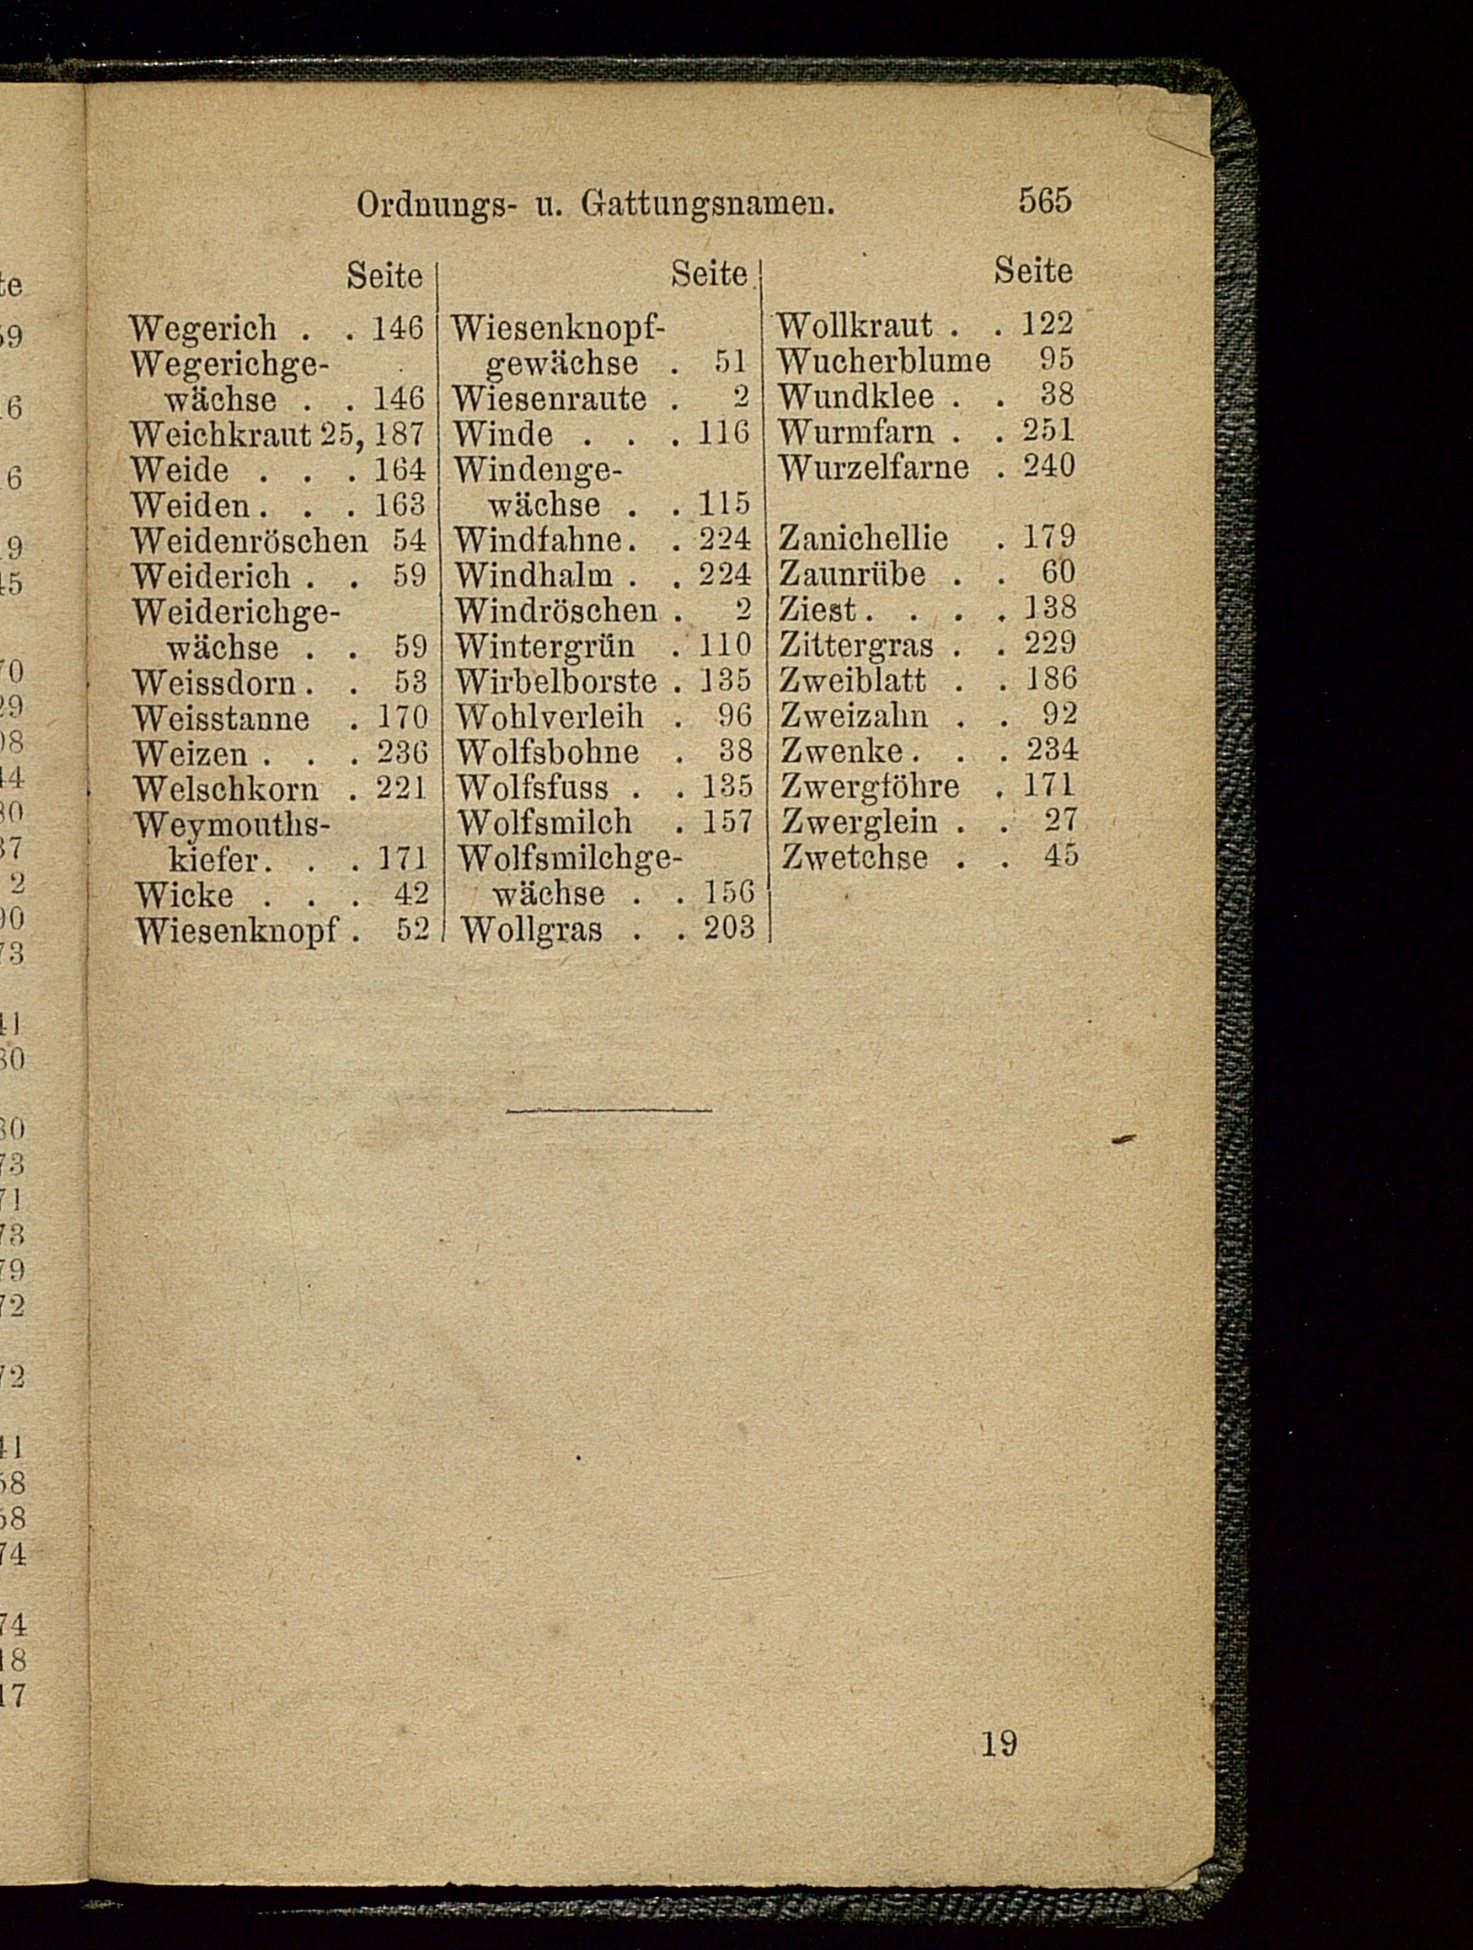 Ordnungs- u. Gattungsnamen. 565
Seite
Wegerich . . 146
Wegerichge-
wächse . . 146
Weichkraut 25, 187
Weide . . . 164
Weiden . . . 163
Weidenröschen 54
Weiderich . . 59
Weiderichge-
wächse . . 59
Weissdorn . . 53
Weisstanne . 170
Weizen . . . 236
Welschkorn . 221
Weymouths-
kiefer . . . 171
Wicke . . . 42
Wiesenknopf . 52
Seite
Wiesenknopf-
gewächse . 51
Wiesenraute . 2
Winde . . . 116
Windenge-
wächse . . 115
Windfahne . . 224
Windhalm . . 224
Windröschen . 2
Wintergrün . 110
Wirbelborste . 135
Wohlverleih . 96
Wolfsbohne . 38
Wolfsfuss . . 135
Wolfsmilch . 157
Wolfsmilchge-
wächse . . 156
Wollgras . . 203
Seite
Wollkraut . . 122
Wucherblume 95
Wundklee . . 38
Wurmfarn . . 251
Wurzelfarne . 240
Zanichellie . 179
Zaunrübe . . 60
Ziest . . . . 138
Zittergras . . 229
Zweiblatt . . 186
Zweizahn . . 92
Zwenke . . . 234
Zwergföhre . 171
Zwerglein . . 27
Zwetchse . . 45
19